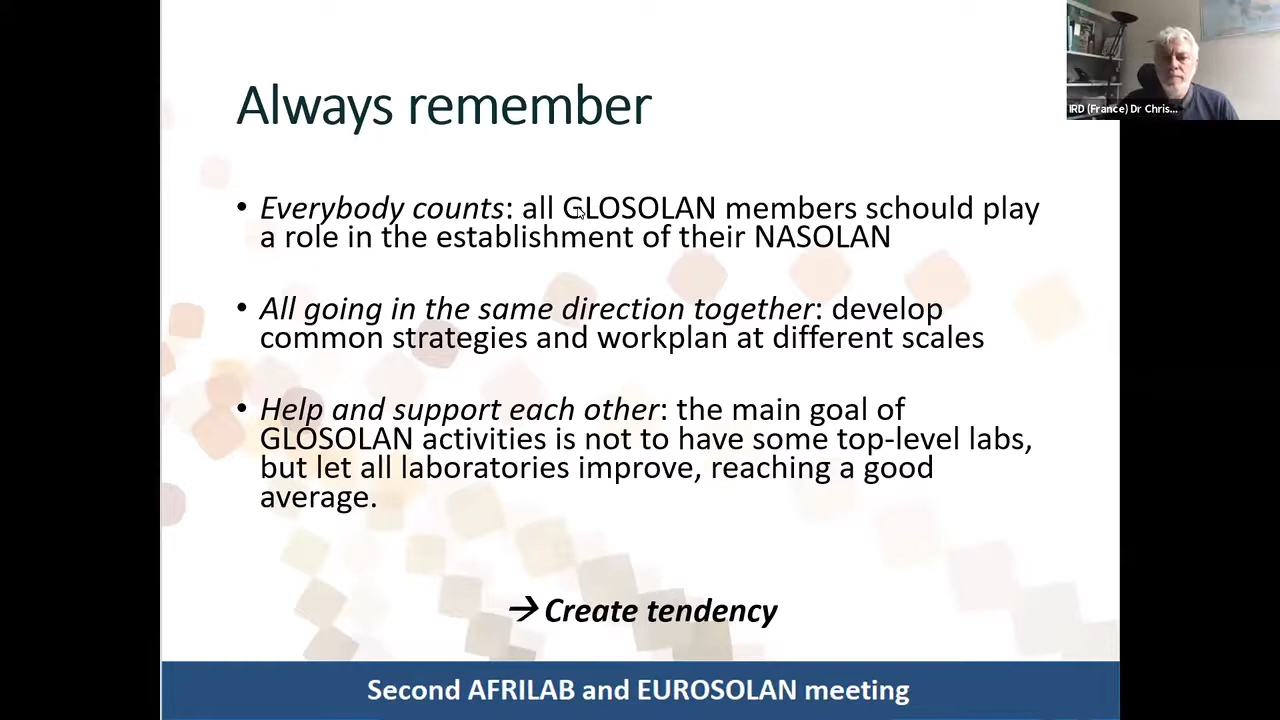 Always remember
IRD (France) Dr Chris...
• Everybody counts: all GLOSOLAN members schould play
a role in the establishment of their NASOLAN
• All going in the same direction together: develop
common strategies and workplan at different scales
• Help and support each other: the main goal of
GLOSOLAN activities is not to have some top-level labs,
but let all laboratories improve, reaching a good
average.
→ Create tendency
Second AFRILAB and EUROSOLAN meeting